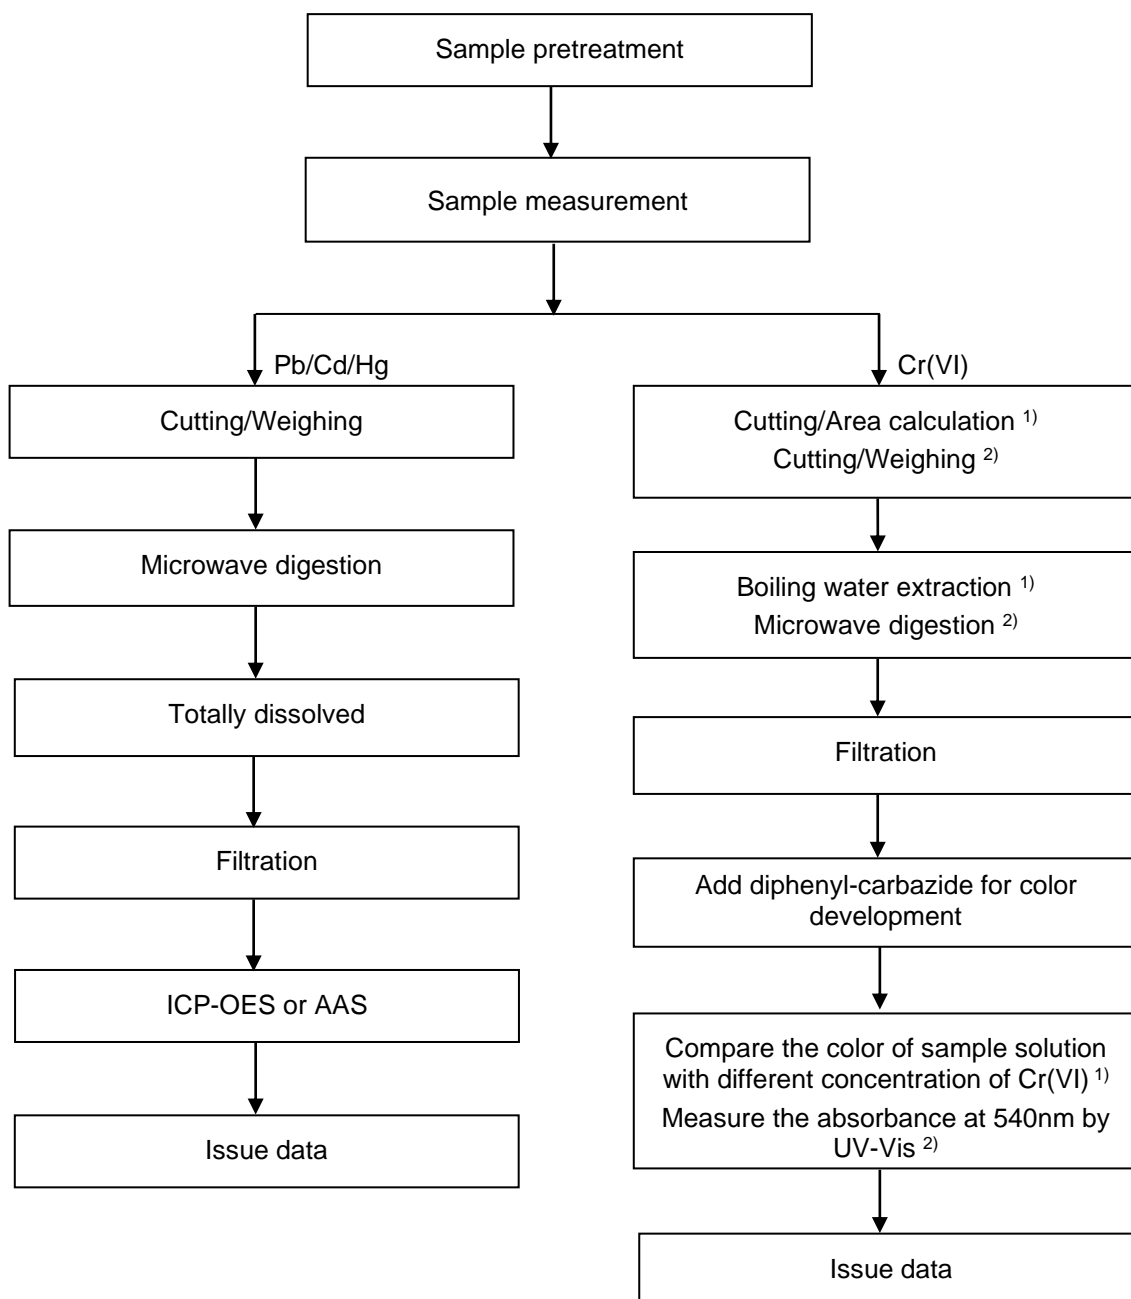 Sample pretreatment
Sample measurement
Pb/Cd/Hg
Cutting/Weighing
Microwave digestion
Totally dissolved
Filtration
ICP-OES or AAS
Issue data
Cr(VI)
Cutting/Area calculation 1)
Cutting/Weighing 2)
Boiling water extraction 1)
Microwave digestion 2)
Filtration
Add diphenyl-carbazide for color
development
Compare the color of sample solution
with different concentration of Cr(VI) 1)
Measure the absorbance at 540nm by
UV-Vis 2)
Issue data